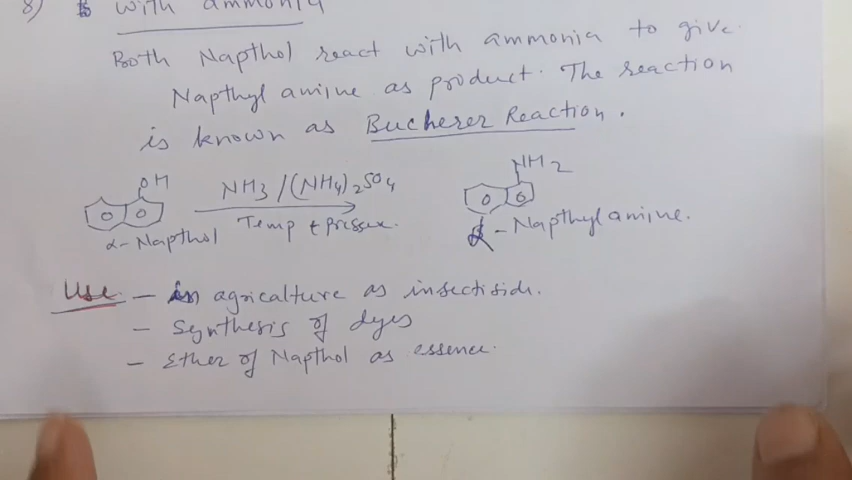 8) with ammonia
Both Napthol react with ammonia to give
Napthyl amine as product. The reaction
is known as Bucherer Reaction.
OH
NH3 / (NH4)2SO4
NH2
α-Napthol
Temp & pressure.
α - Napthyl amine.
Use - in agricalture as insectiside.
- Synthesis of dyes
- Ether of Napthol as essence.